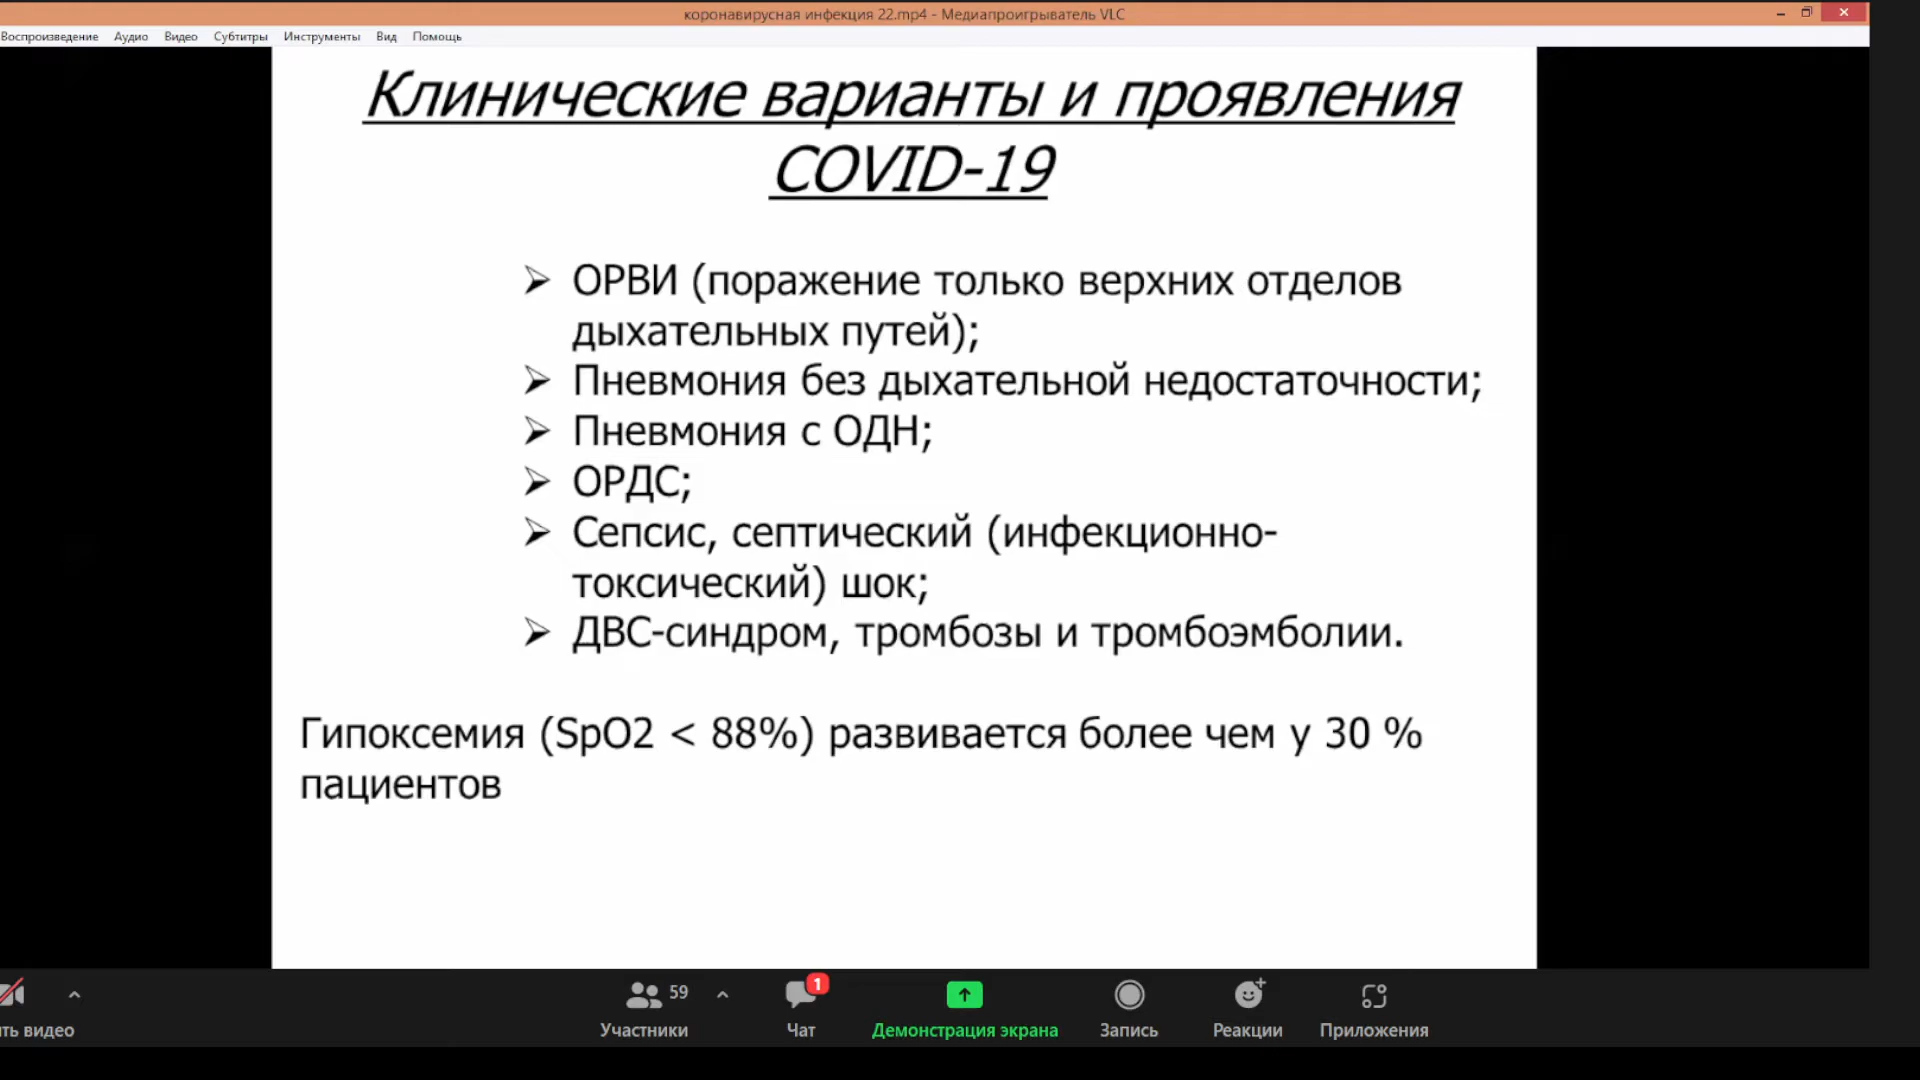 коронавирусная инфекция 22.mp4 - Медиапроигрыватель VLC
Воспроизведение Аудио Видео Субтитры Инструменты Вид Помощь
Клинические варианты и проявления
COVID-19
ОРВИ (поражение только верхних отделов
дыхательных путей);
Пневмония без дыхательной недостаточности;
Пневмония с ОДН;
ОРДС;
Сепсис, септический (инфекционно-
токсический) шок;
ДВС-синдром, тромбозы и тромбоэмболии.
Гипоксемия (SpO2 < 88%) развивается более чем у 30 %
пациентов
59
1
видео Участники Чат Демонстрация экрана Запись Реакции Приложения